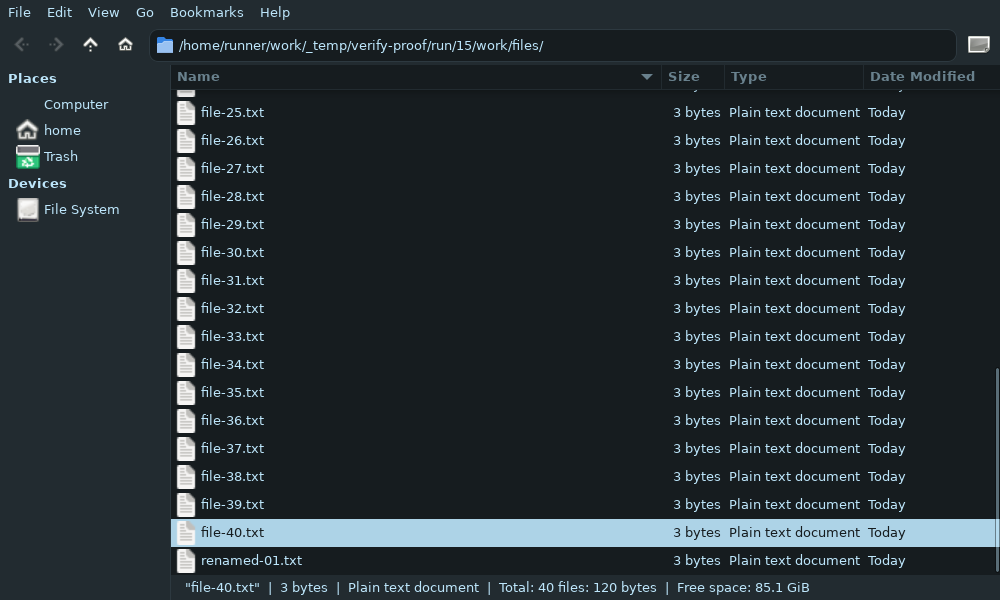 File Edit View Go Bookmarks Help
/home/runner/work/_temp/verify-proof/run/15/work/files/
Places
Computer
home
Trash
Devices
File System
Name Size Type Date Modified
file-25.txt 3 bytes Plain text document Today
file-26.txt 3 bytes Plain text document Today
file-27.txt 3 bytes Plain text document Today
file-28.txt 3 bytes Plain text document Today
file-29.txt 3 bytes Plain text document Today
file-30.txt 3 bytes Plain text document Today
file-31.txt 3 bytes Plain text document Today
file-32.txt 3 bytes Plain text document Today
file-33.txt 3 bytes Plain text document Today
file-34.txt 3 bytes Plain text document Today
file-35.txt 3 bytes Plain text document Today
file-36.txt 3 bytes Plain text document Today
file-37.txt 3 bytes Plain text document Today
file-38.txt 3 bytes Plain text document Today
file-39.txt 3 bytes Plain text document Today
file-40.txt 3 bytes Plain text document Today
renamed-01.txt 3 bytes Plain text document Today
"file-40.txt" | 3 bytes | Plain text document | Total: 40 files: 120 bytes | Free space: 85.1 GiB